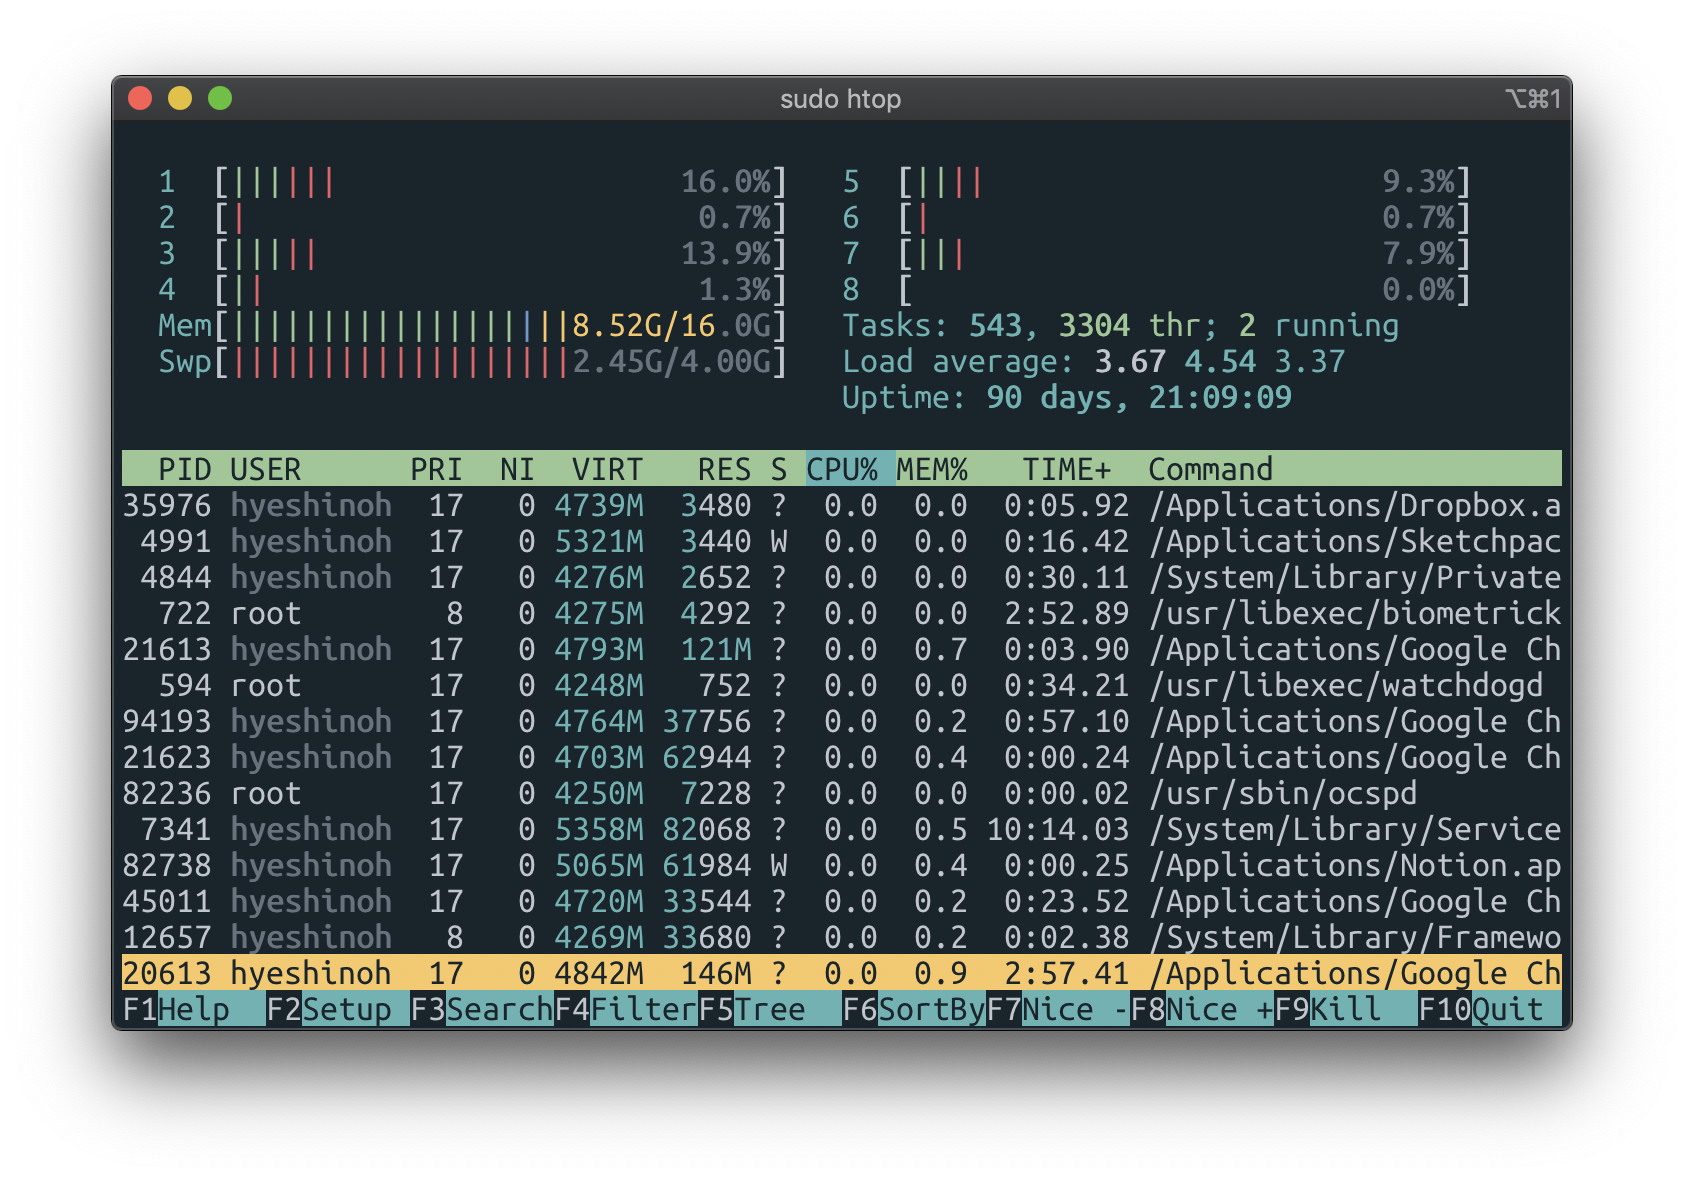 sudo htop ⌥⌘1
1 [|||||| 16.0%] 5 [|||| 9.3%]
2 [| 0.7%] 6 [| 0.7%]
3 [||||| 13.9%] 7 [||| 7.9%]
4 [|| 1.3%] 8 [ 0.0%]
Mem[|||||||||||||||||||8.52G/16.0G] Tasks: 543, 3304 thr; 2 running
Swp[|||||||||||||||||||2.45G/4.00G] Load average: 3.67 4.54 3.37
Uptime: 90 days, 21:09:09
PID USER PRI NI VIRT RES S CPU% MEM% TIME+ Command
35976 hyeshinoh 17 0 4739M 3480 ? 0.0 0.0 0:05.92 /Applications/Dropbox.a
4991 hyeshinoh 17 0 5321M 3440 W 0.0 0.0 0:16.42 /Applications/Sketchpac
4844 hyeshinoh 17 0 4276M 2652 ? 0.0 0.0 0:30.11 /System/Library/Private
722 root 8 0 4275M 4292 ? 0.0 0.0 2:52.89 /usr/libexec/biometrick
21613 hyeshinoh 17 0 4793M 121M ? 0.0 0.7 0:03.90 /Applications/Google Ch
594 root 17 0 4248M 752 ? 0.0 0.0 0:34.21 /usr/libexec/watchdogd
94193 hyeshinoh 17 0 4764M 37756 ? 0.0 0.2 0:57.10 /Applications/Google Ch
21623 hyeshinoh 17 0 4703M 62944 ? 0.0 0.4 0:00.24 /Applications/Google Ch
82236 root 17 0 4250M 7228 ? 0.0 0.0 0:00.02 /usr/sbin/ocspd
7341 hyeshinoh 17 0 5358M 82068 ? 0.0 0.5 10:14.03 /System/Library/Service
82738 hyeshinoh 17 0 5065M 61984 W 0.0 0.4 0:00.25 /Applications/Notion.ap
45011 hyeshinoh 17 0 4720M 33544 ? 0.0 0.2 0:23.52 /Applications/Google Ch
12657 hyeshinoh 8 0 4269M 33680 ? 0.0 0.2 0:02.38 /System/Library/Framewo
20613 hyeshinoh 17 0 4842M 146M ? 0.0 0.9 2:57.41 /Applications/Google Ch
F1Help F2Setup F3SearchF4FilterF5Tree F6SortByF7Nice -F8Nice +F9Kill F10Quit